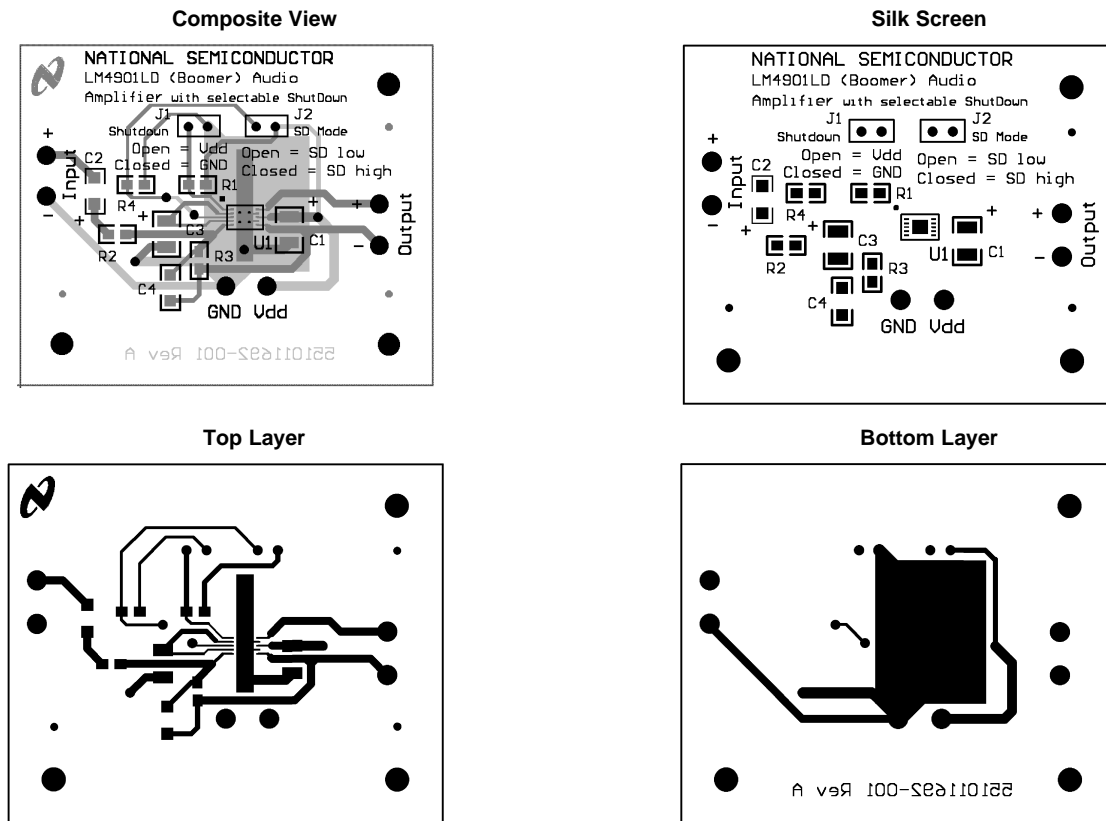 Composite View
NATIONAL SEMICONDUCTOR
LM4901LD (Boomer) Audio
Amplifier with selectable ShutDown
J1
J2
Shutdown
SD Mode
Open = Vdd
Open = SD low
Closed = GND
Closed = SD high
+
Input
-
C2
R4
R1
+
+
C3
+
R2
R3
U1
C1
C4
+
-
Output
GND Vdd
551011692-001 Rev A
Silk Screen
NATIONAL SEMICONDUCTOR
LM4901LD (Boomer) Audio
Amplifier with selectable ShutDown
J1
J2
Shutdown
SD Mode
Open = Vdd
Open = SD low
Closed = GND
Closed = SD high
+
Input
-
C2
R4
R1
+
+
C3
+
R2
R3
U1
C1
C4
+
-
Output
GND Vdd
Top Layer
Bottom Layer
551011692-001 Rev A